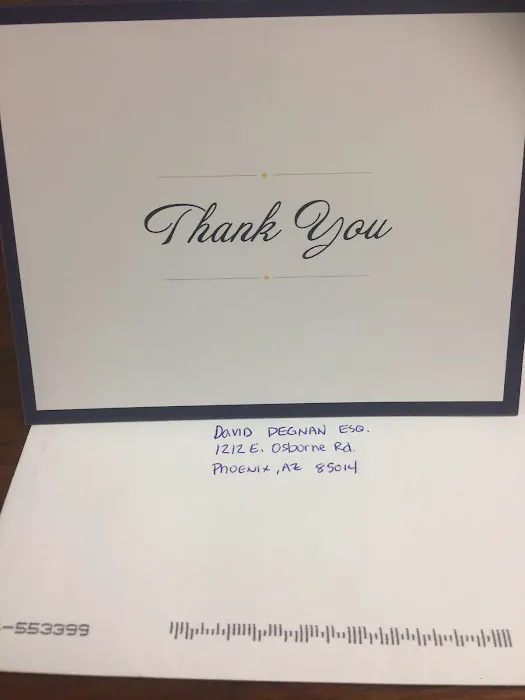 Thank You
DaVID DEGNAN ESQ.
1212 E. Osborne Rd.
PHOENIX, AZ 85014
-553399